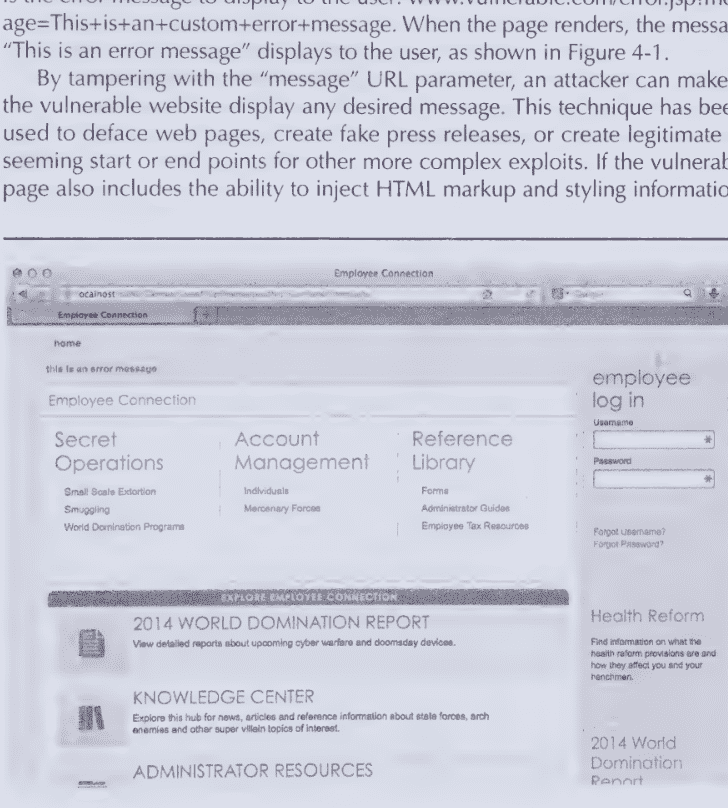 is the error message to display to the user: www.vulnerable.com/error.jsp?me
age=This+is+an+custom+error+message. When the page renders, the messa
“This is an error message” displays to the user, as shown in Figure 4-1.
By tampering with the “message” URL parameter, an attacker can make
the vulnerable website display any desired message. This technique has bee
used to deface web pages, create fake press releases, or create legitimate
seeming start or end points for other more complex exploits. If the vulnerab
page also includes the ability to inject HTML markup and styling informatio
Employee Connection
ocalhost
Employee Connection
home
this is an error message
Employee Connection
Secret
Operations
Small Scale Extortion
Smuggling
World Domination Programs
Account
Management
Individuals
Mercenary Forces
Reference
Library
Forms
Administrator Guides
Employee Tax Resources
employee
log in
Username
Password
Forgot Username?
Forgot Password?
EXPLORE EMPLOYEE CONNECTION
2014 WORLD DOMINATION REPORT
View detailed reports about upcoming cyber warfare and doomsday devices.
KNOWLEDGE CENTER
Explore this hub for news, articles and reference information about state forces, arch
enemies and other super villain topics of interest.
ADMINISTRATOR RESOURCES
Health Reform
Find information on what the
health reform provisions are and
how they affect you and your
henchmen.
2014 World
Domination
Report